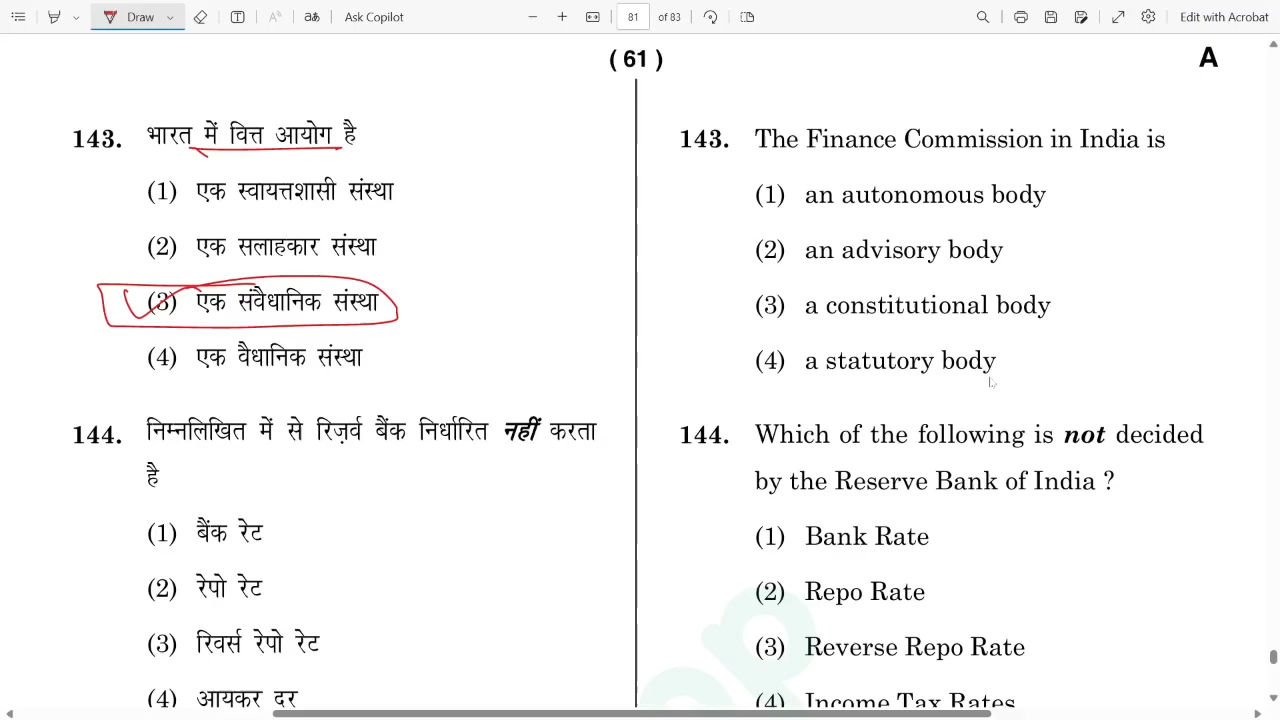 Draw
Ask Copilot
81 of 83
Edit with Acrobat
( 61 )
A
143. भारत में वित्त आयोग है
(1) एक स्वायत्तशासी संस्था
(2) एक सलाहकार संस्था
(3) एक संवैधानिक संस्था
(4) एक वैधानिक संस्था
144. निम्नलिखित में से रिज़र्व बैंक निर्धारित नहीं करता
है
(1) बैंक रेट
(2) रेपो रेट
(3) रिवर्स रेपो रेट
(4) आयकर दर
143. The Finance Commission in India is
(1) an autonomous body
(2) an advisory body
(3) a constitutional body
(4) a statutory body
144. Which of the following is not decided
by the Reserve Bank of India ?
(1) Bank Rate
(2) Repo Rate
(3) Reverse Repo Rate
(4) Income Tax Rates